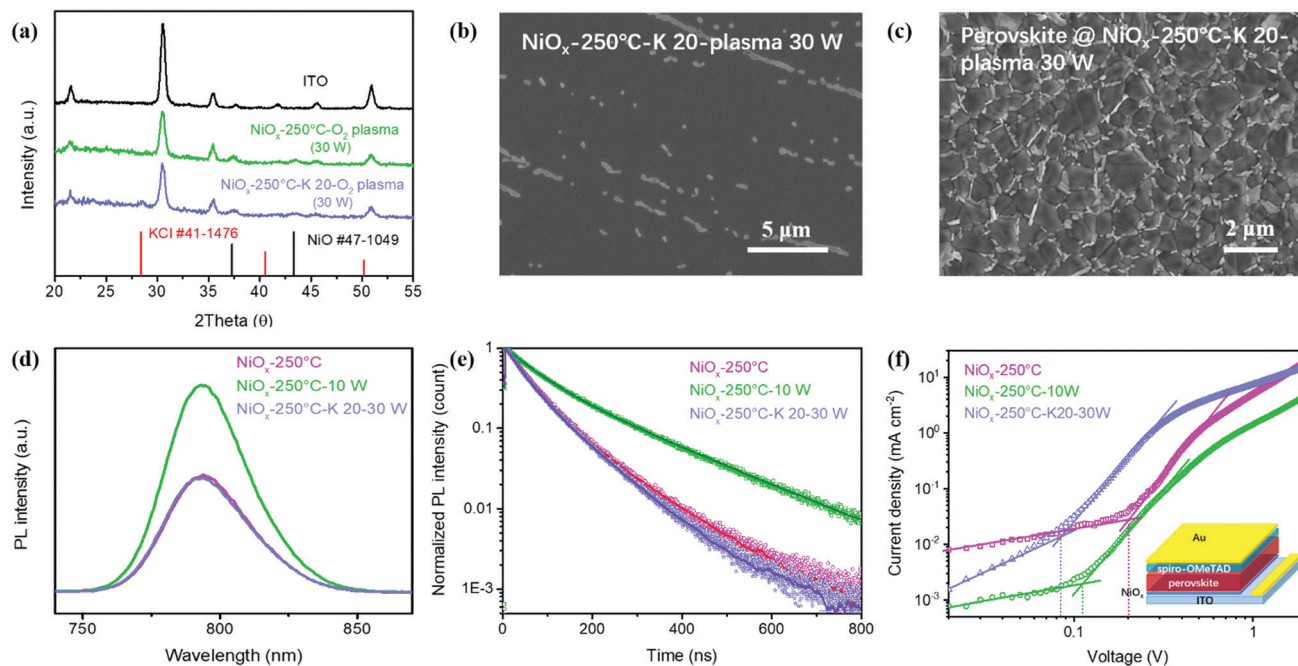 (a)
ITO
NiOₓ-250°C-O₂ plasma
(30 W)
NiOₓ-250°C-K 20-O₂ plasma
(30 W)
KCl #41-1476
NiO #47-1049
Intensity (a.u.)
20 25 30 35 40 45 50 55
2Theta (θ)
(b)
NiOₓ-250°C-K 20-plasma 30 W
5 µm
(c)
Perovskite @ NiOₓ-250°C-K 20-
plasma 30 W
2 µm
(d)
NiOₓ-250°C
NiOₓ-250°C-10 W
NiOₓ-250°C-K 20-30 W
PL intensity (a.u.)
750 800 850
Wavelength (nm)
(e)
NiOₓ-250°C
NiOₓ-250°C-10 W
NiOₓ-250°C-K 20-30 W
Normalized PL intensity (count)
1
0.1
0.01
1E-3
0 200 400 600 800
Time (ns)
(f)
NiOₓ-250°C
NiOₓ-250°C-10W
NiOₓ-250°C-K20-30W
Current density (mA cm⁻²)
10¹
10⁰
10⁻¹
10⁻²
10⁻³
Au
spiro-OMeTAD
perovskite
NiOₓ
ITO
0.1 1
Voltage (V)